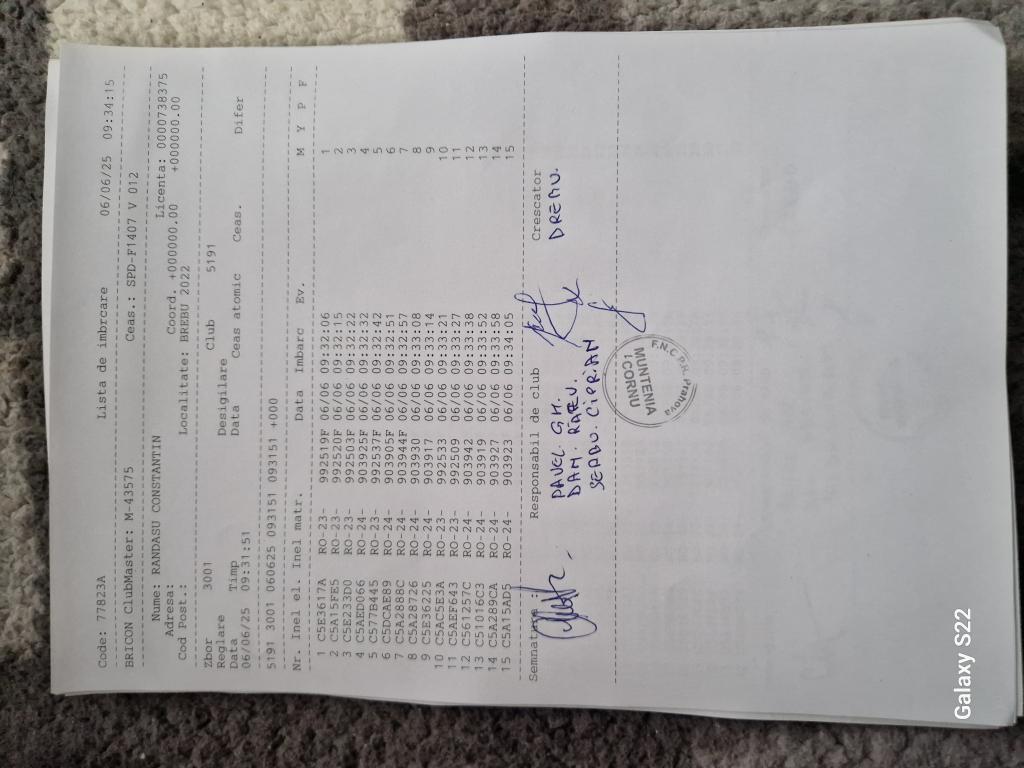 Code: 77823A Lista de imbrcare 06/06/25 09:34:15
BRICON ClubMaster: M-43575 Ceas.: SPD-F1407 V 012
Nume: RANDASU CONSTANTIN Licenta: 0000738375
Adresa: Coord. +000000.00 +000000.00
Cod Post.: Localitate: BREBU 2022
Zbor 3001 Club 5191
Reglare Desigilare
Data Timp Data Ceas atomic Ceas. Difer
06/06/25 09:31:51
5191 3001 060625 093151 093151 +000
Nr. Inel el. Inel matr. Data Imbarc Ev. M Y P F
1 C5E3617A RO-23- 992519F 06/06 09:32:06 1
2 C5A15FE5 RO-23- 992520F 06/06 09:32:15 2
3 C5E233D0 RO-23- 992503F 06/06 09:32:22 3
4 C5AED066 RO-24- 903925F 06/06 09:32:32 4
5 C577B445 RO-23- 992537F 06/06 09:32:42 5
6 C5DCAE89 RO-24- 903905F 06/06 09:32:51 6
7 C5A2888C RO-24- 903944F 06/06 09:32:57 7
8 C5A28726 RO-24- 903930 06/06 09:33:08 8
9 C5E36225 RO-24- 903917 06/06 09:33:14 9
10 C5AC5E3A RO-23- 992533 06/06 09:33:21 10
11 C5AEF643 RO-23- 992509 06/06 09:33:27 11
12 C561257C RO-24- 903942 06/06 09:33:38 12
13 C51016C3 RO-24- 903919 06/06 09:33:52 13
14 C5A289CA RO-24- 903927 06/06 09:33:58 14
15 C5A15AD5 RO-24- 903923 06/06 09:34:05 15
Semnatare Responsabil de club Crescator
PAVEL GH. DREMU.
DAM. RAREU.
SERBU. CIPRIAN
F.N.C.P.R. Prahova
MUNTENIA
I.CORNU
Galaxy S22